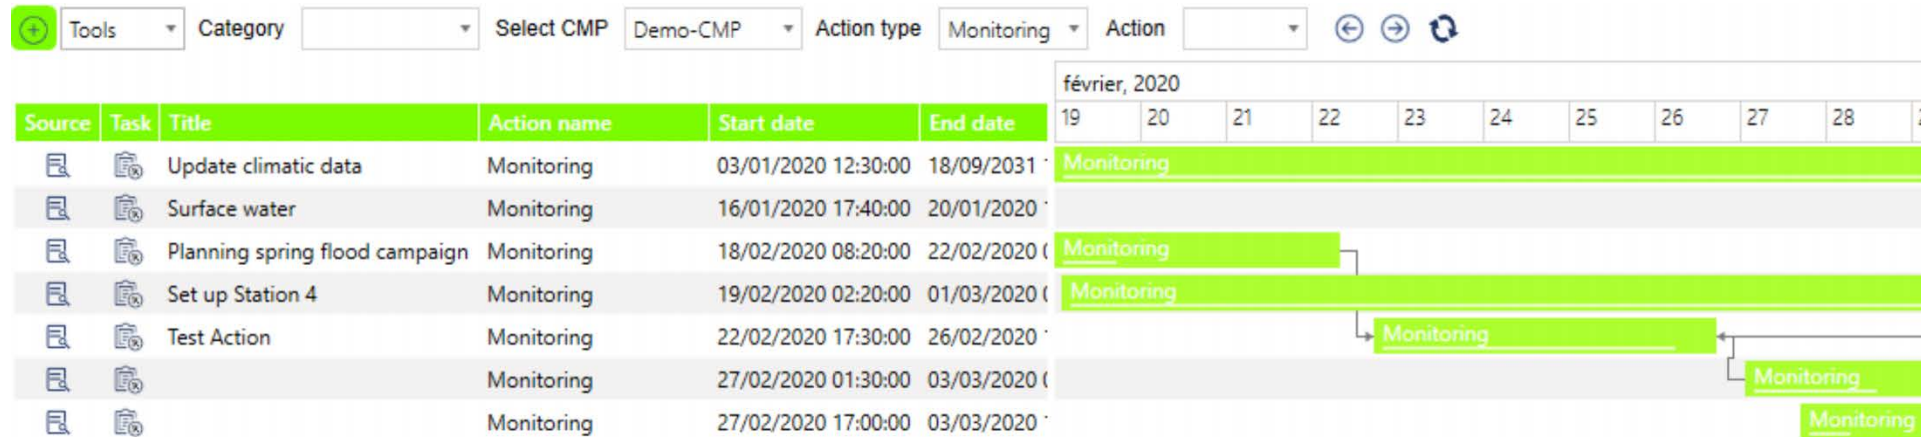 Tools Category Select CMP Demo-CMP Action type Monitoring Action
février, 2020
Source Task Title Action name Start date End date 19 20 21 22 23 24 25 26 27 28
Update climatic data Monitoring 03/01/2020 12:30:00 18/09/2031 Monitoring
Surface water Monitoring 16/01/2020 17:40:00 20/01/2020
Planning spring flood campaign Monitoring 18/02/2020 08:20:00 22/02/2020 Monitoring
Set up Station 4 Monitoring 19/02/2020 02:20:00 01/03/2020 Monitoring
Test Action Monitoring 22/02/2020 17:30:00 26/02/2020 Monitoring
Monitoring 27/02/2020 01:30:00 03/03/2020 Monitoring
Monitoring 27/02/2020 17:00:00 03/03/2020 Monitoring